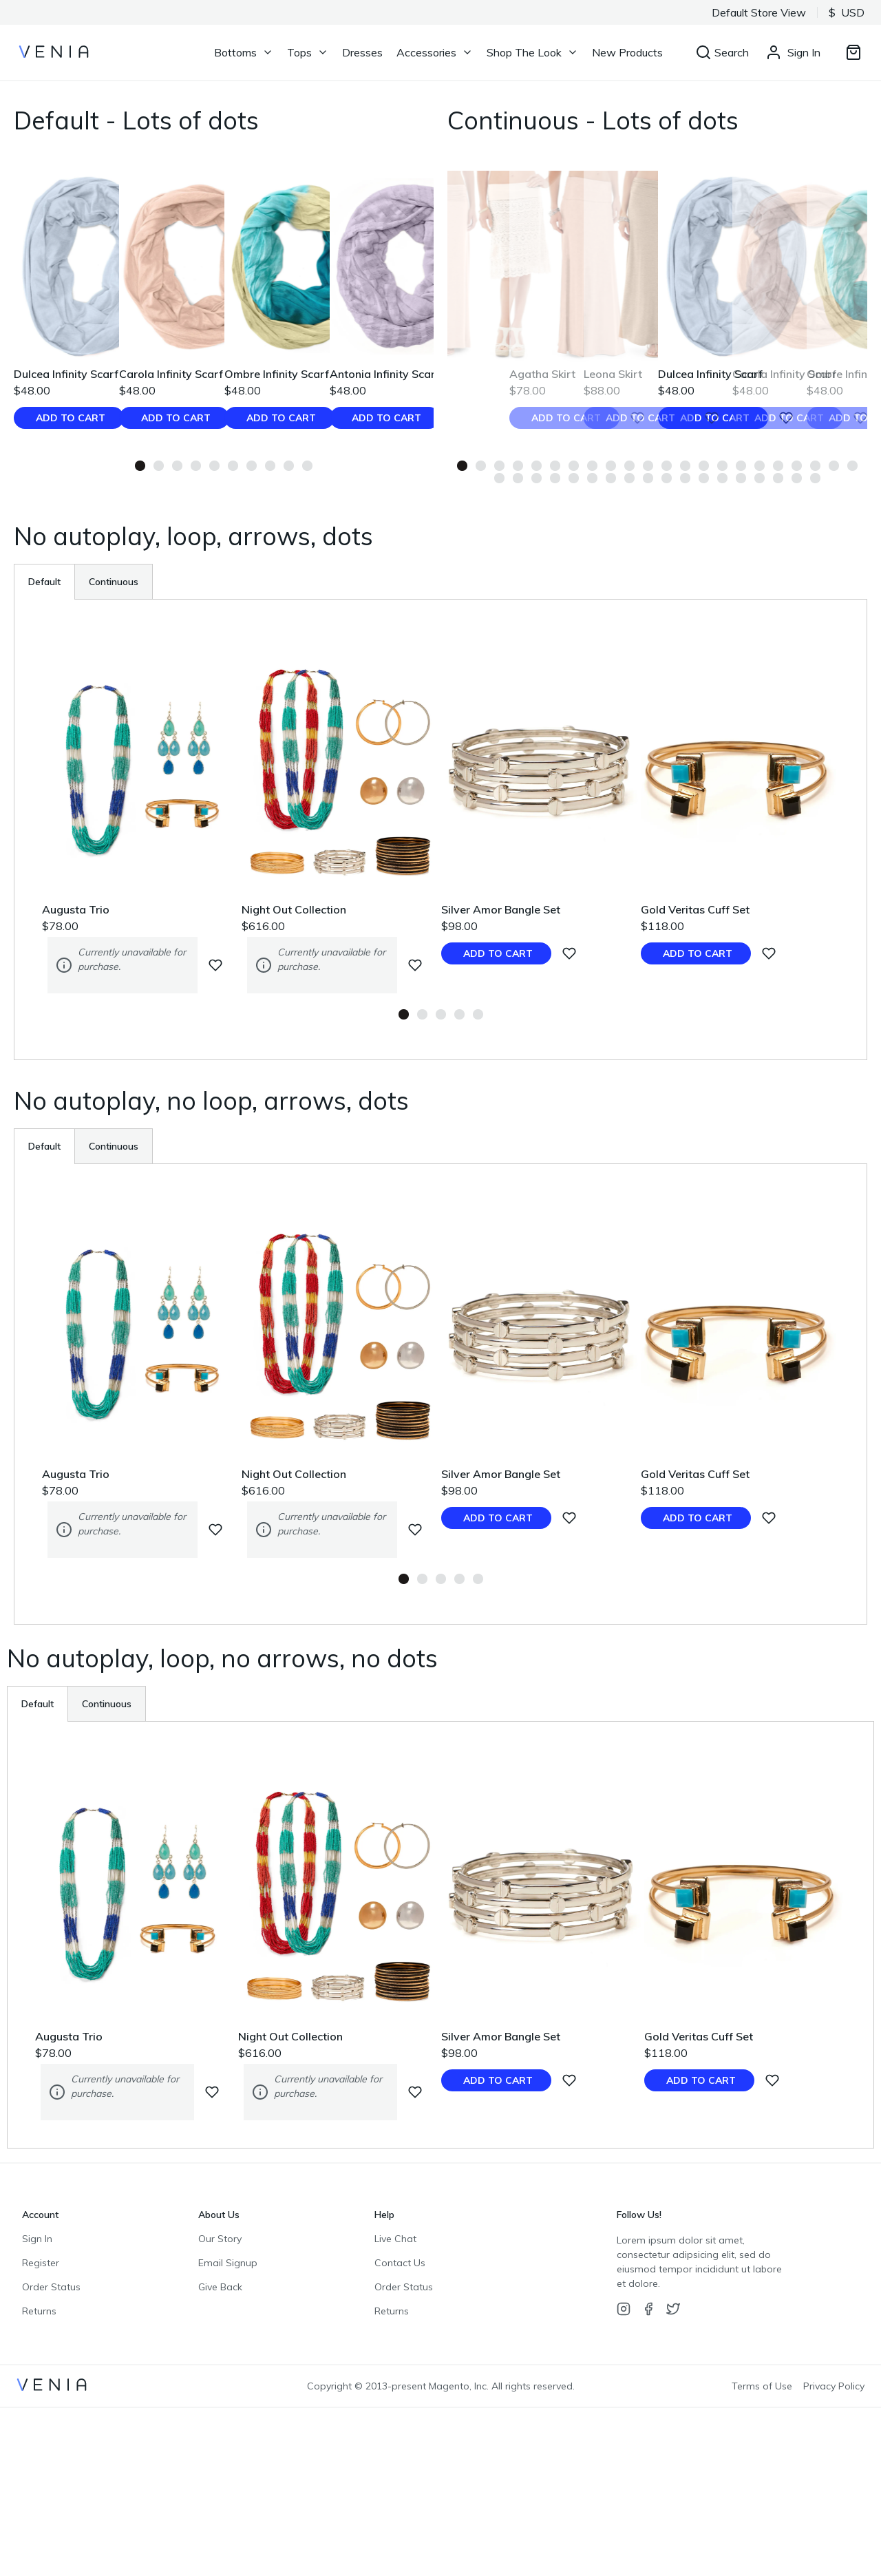 Default Store View
$ USD
VENIA
Bottoms
Tops
Dresses
Accessories
Shop The Look
New Products
Search
Sign In
Default - Lots of dots
Dulcea Infinity Scarf
$48.00
ADD TO CART
Carola Infinity Scarf
$48.00
ADD TO CART
Ombre Infinity Scarf
$48.00
ADD TO CART
Antonia Infinity Scar
$48.00
ADD TO CART
Continuous - Lots of dots
Agatha Skirt
$78.00
ADD TO CART
Leona Skirt
$88.00
ADD TO CART
Dulcea Infinity Scarf
$48.00
ADD TO CART
Infinity Scarf
$48.00
ADD TO CART
Infin
$48.00
ADD TO
No autoplay, loop, arrows, dots
Default
Continuous
Augusta Trio
$78.00
Currently unavailable for
purchase.
Night Out Collection
$616.00
Currently unavailable for
purchase.
Silver Amor Bangle Set
$98.00
ADD TO CART
Gold Veritas Cuff Set
$118.00
ADD TO CART
No autoplay, no loop, arrows, dots
Default
Continuous
Augusta Trio
$78.00
Currently unavailable for
purchase.
Night Out Collection
$616.00
Currently unavailable for
purchase.
Silver Amor Bangle Set
$98.00
ADD TO CART
Gold Veritas Cuff Set
$118.00
ADD TO CART
No autoplay, loop, no arrows, no dots
Default
Continuous
Augusta Trio
$78.00
Currently unavailable for
purchase.
Night Out Collection
$616.00
Currently unavailable for
purchase.
Silver Amor Bangle Set
$98.00
ADD TO CART
Gold Veritas Cuff Set
$118.00
ADD TO CART
Account
Sign In
Register
Order Status
Returns
About Us
Our Story
Email Signup
Give Back
Help
Live Chat
Contact Us
Order Status
Returns
Follow Us!
Lorem ipsum dolor sit amet,
consectetur adipsicing elit, sed do
eiusmod tempor incididunt ut labore
et dolore.
VENIA
Copyright © 2013-present Magento, Inc. All rights reserved.
Terms of Use
Privacy Policy